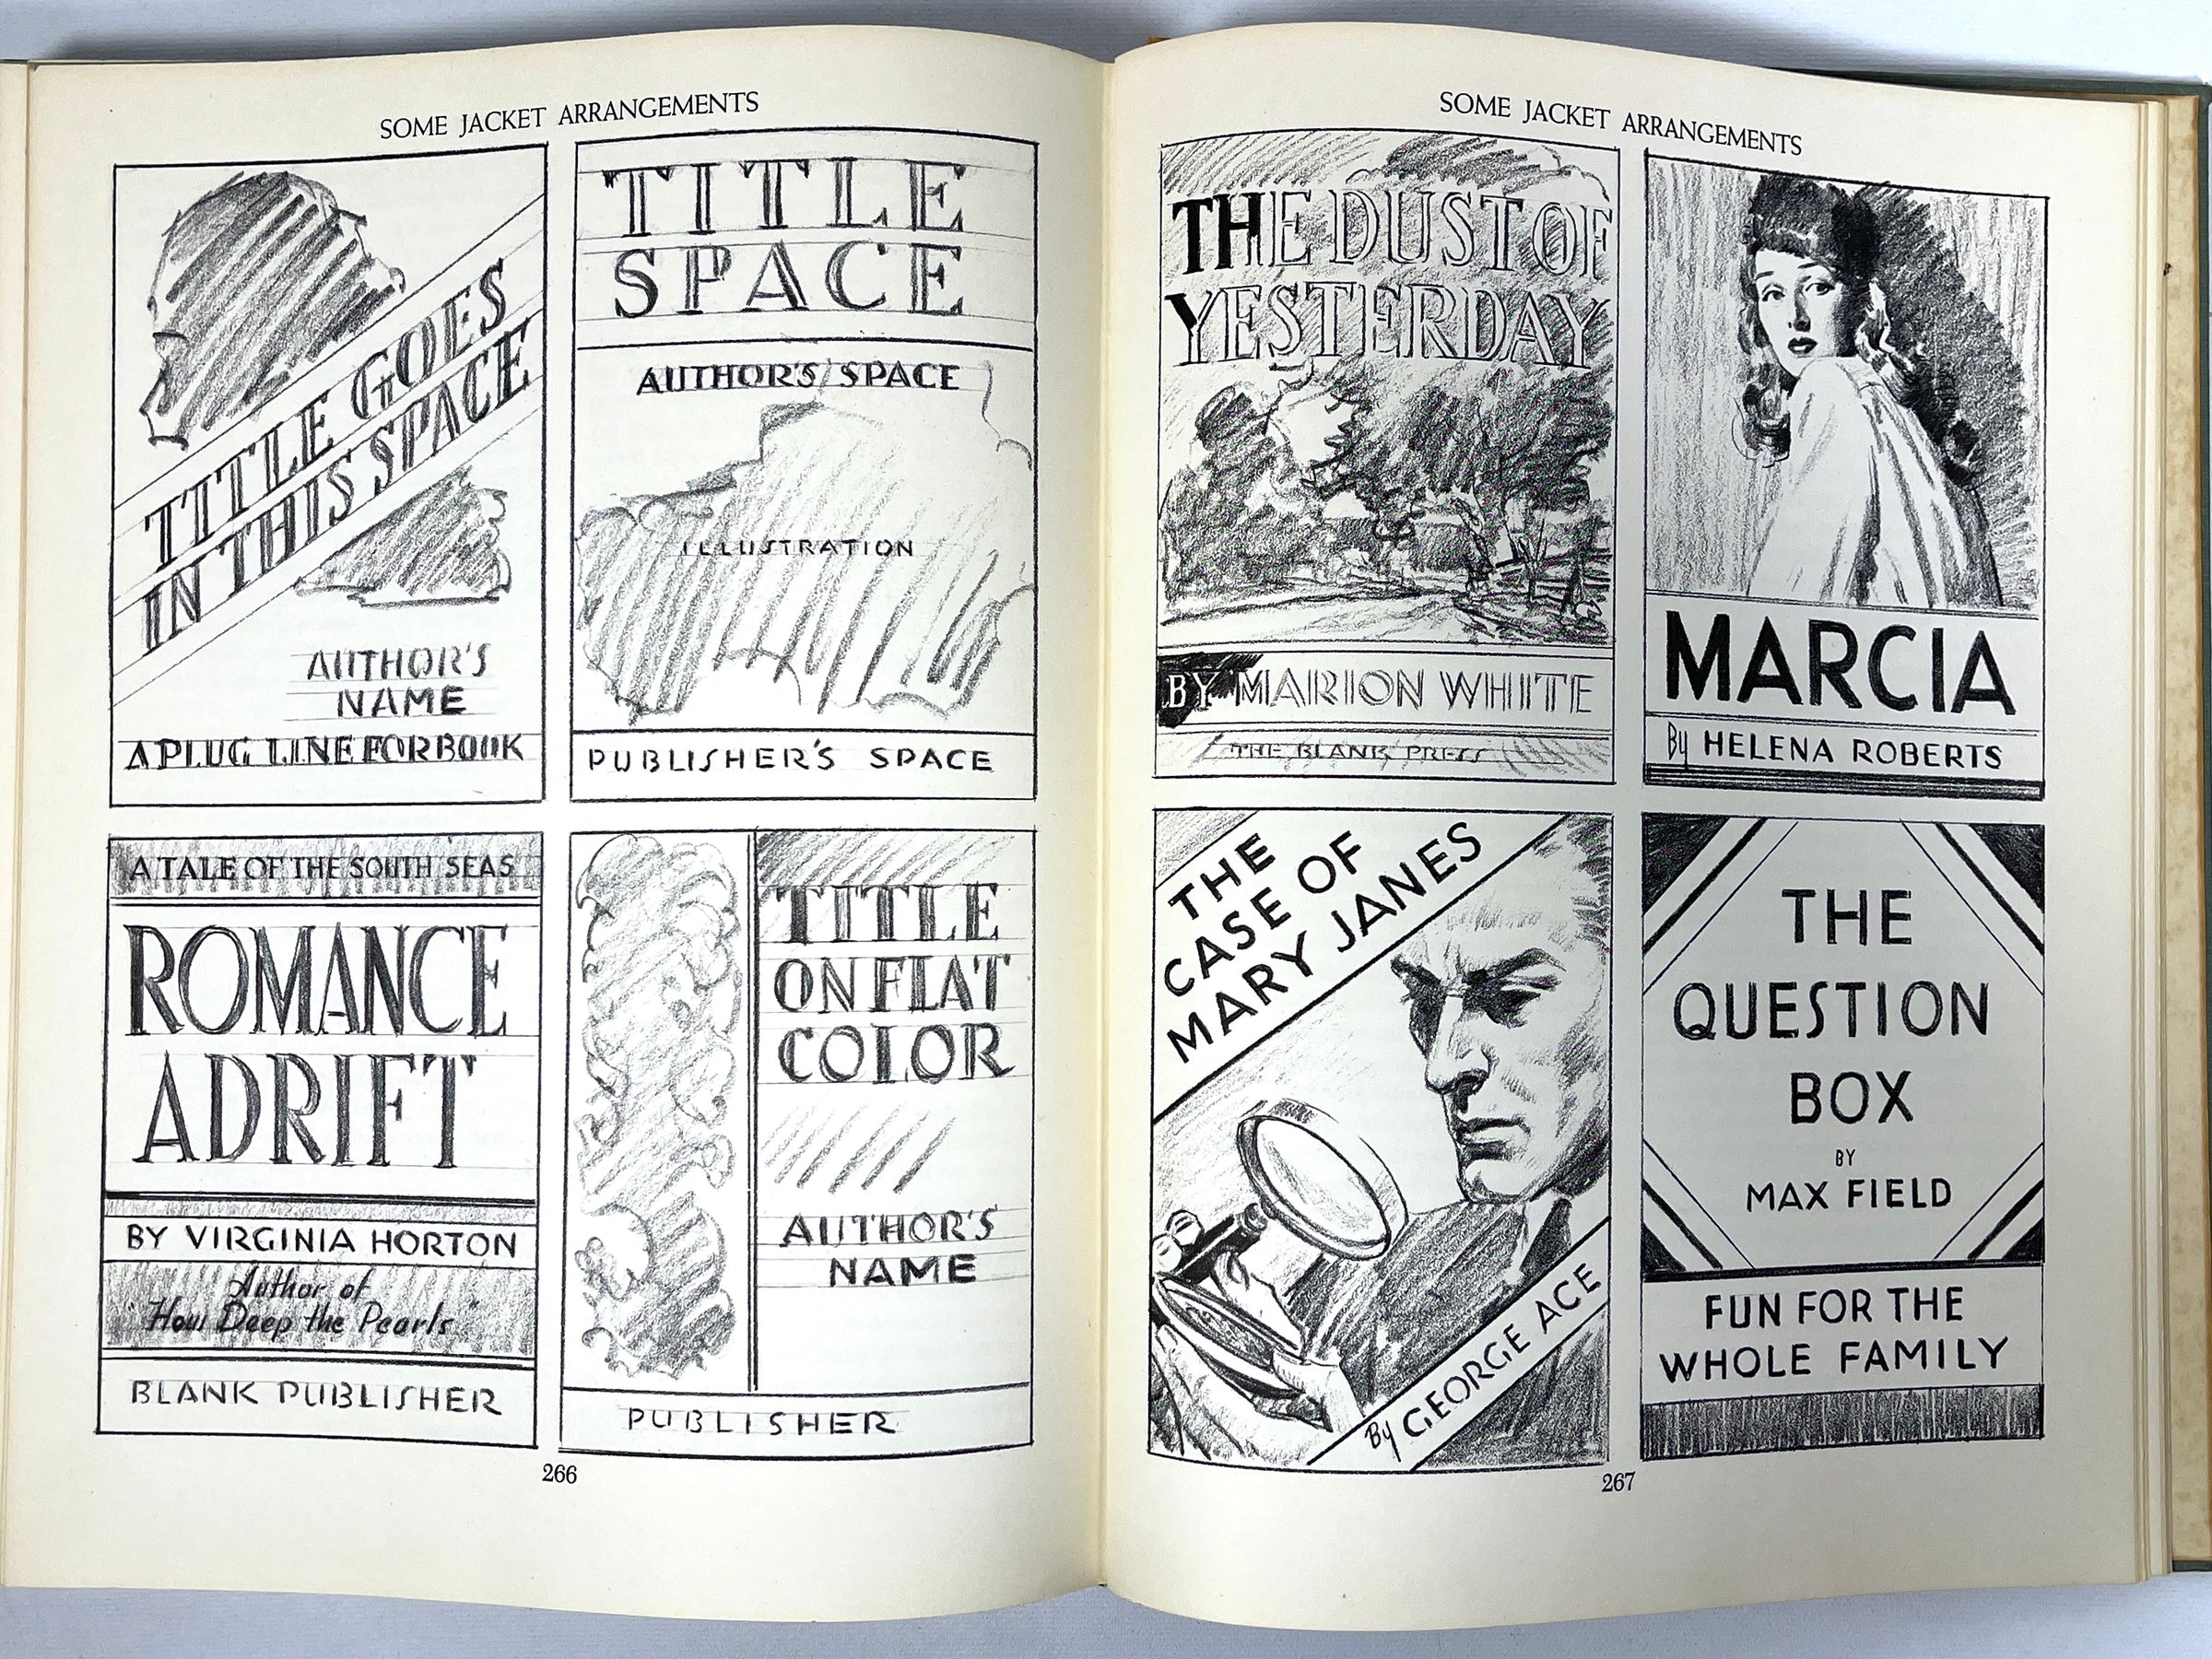 SOME JACKET ARRANGEMENTS
TITLE GOES
IN THIS SPACE
AUTHOR'S
NAME
A PLUG LINE FOR BOOK
TITLE
SPACE
AUTHOR'S SPACE
ILLUSTRATION
PUBLISHER'S SPACE
A TALE OF THE SOUTH SEAS
ROMANCE
ADRIFT
BY VIRGINIA HORTON
Author of
"How Deep the Pearls"
BLANK PUBLISHER
TITLE
ON FLAT
COLOR
AUTHOR'S
NAME
PUBLISHER
266
SOME JACKET ARRANGEMENTS
THE DUST OF
YESTERDAY
BY MARION WHITE
THE BLANK PRESS
MARCIA
By HELENA ROBERTS
THE
CASE OF
MARY JANES
By GEORGE ACE
THE
QUESTION
BOX
BY
MAX FIELD
FUN FOR THE
WHOLE FAMILY
267